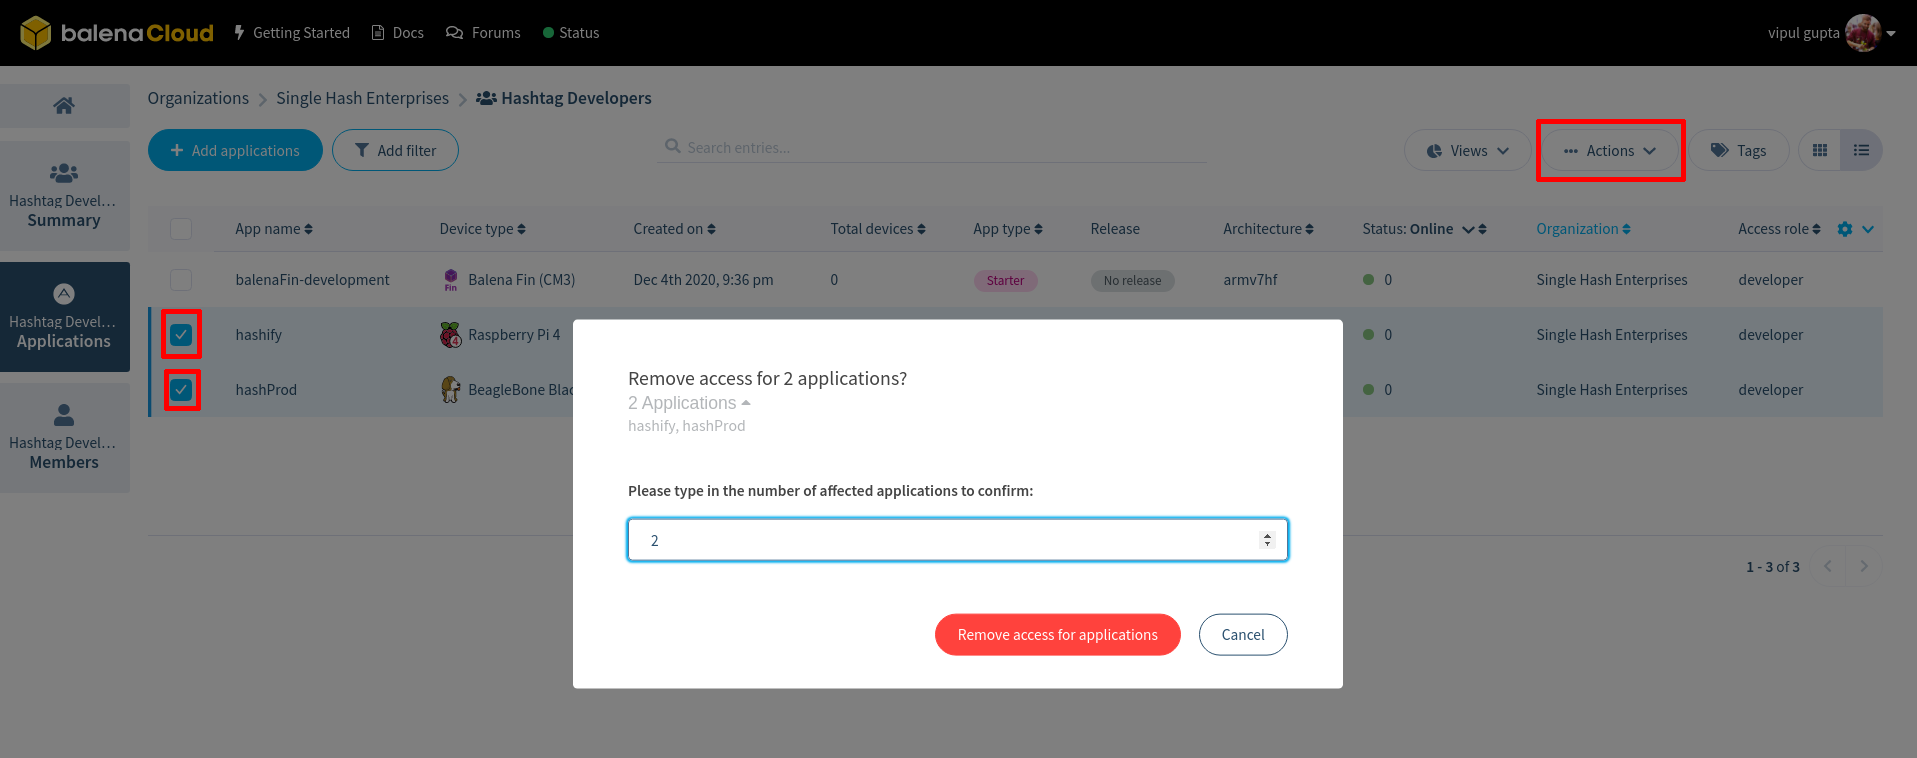 balenaCloud Getting Started Docs Forums Status vipul gupta
Organizations Single Hash Enterprises Hashtag Developers
Add applications Add filter Search entries... Views Actions Tags
Hashtag Devel...
Summary
Hashtag Devel...
Applications
Hashtag Devel...
Members
App name Device type Created on Total devices App type Release Architecture Status: Online Organization Access role
balenaFin-development Fin Balena Fin (CM3) Dec 4th 2020, 9:36 pm 0 Starter No release armv7hf 0 Single Hash Enterprises developer
hashify 4 Raspberry Pi 4 0 Single Hash Enterprises developer
hashProd BeagleBone Blac 0 Single Hash Enterprises developer
Remove access for 2 applications?
2 Applications
hashify, hashProd
Please type in the number of affected applications to confirm:
2
Remove access for applications Cancel
1 - 3 of 3